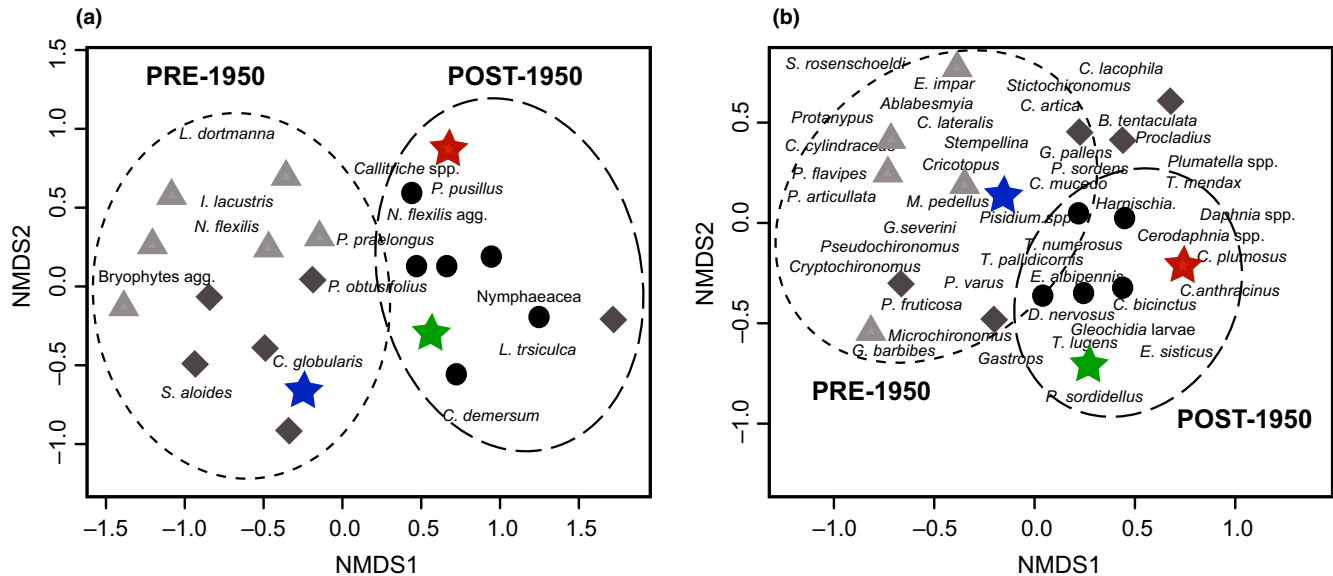 (a)
PRE-1950
POST-1950
L. dortmanna
Callitriche spp.
P. pusillus
I. lacustris
N. flexilis agg.
N. flexilis
P. praelongus
Bryophytes agg.
P. obtusifolius
Nymphaeacea
C. globularis
L. trsiculca
S. aloides
C. demersum
1.5
1.0
0.5
0.0
–0.5
–1.0
NMDS2
–1.5
–1.0
–0.5
0.0
0.5
1.0
1.5
NMDS1
(b)
S. rosenschoeldi
C. lacophila
E. impar
Stictochironomus
Ablabesmyia
C. artica
Protanypus
C. lateralis
B. tentaculata
C. cylindracea
Stempellina
Procladius
G. pallens
Cricotopus
P. sordens
Plumatella spp.
P. flavipes
C. mucedo
T. mendax
P. articullata
M. pedellus
Harnischia.
Pisidium.spp
Daphnia spp.
G.severini
Cerodaphnia spp.
Pseudochironomus
T. numerosus
T. paludicornis
C. plumosus
Cryptochironomus
E. albipennis
P. varus
C.anthracinus
P. fruticosa
C. bicinctus
D. nervosus
Microchironomus
Gleochidia larvae
G. barbibes
T. lugens
Gastrops
E. sisticus
PRE-1950
P. sordidellus
POST-1950
0.5
0.0
–0.5
–1.0
NMDS2
–1.0
–0.5
0.0
0.5
1.0
NMDS1